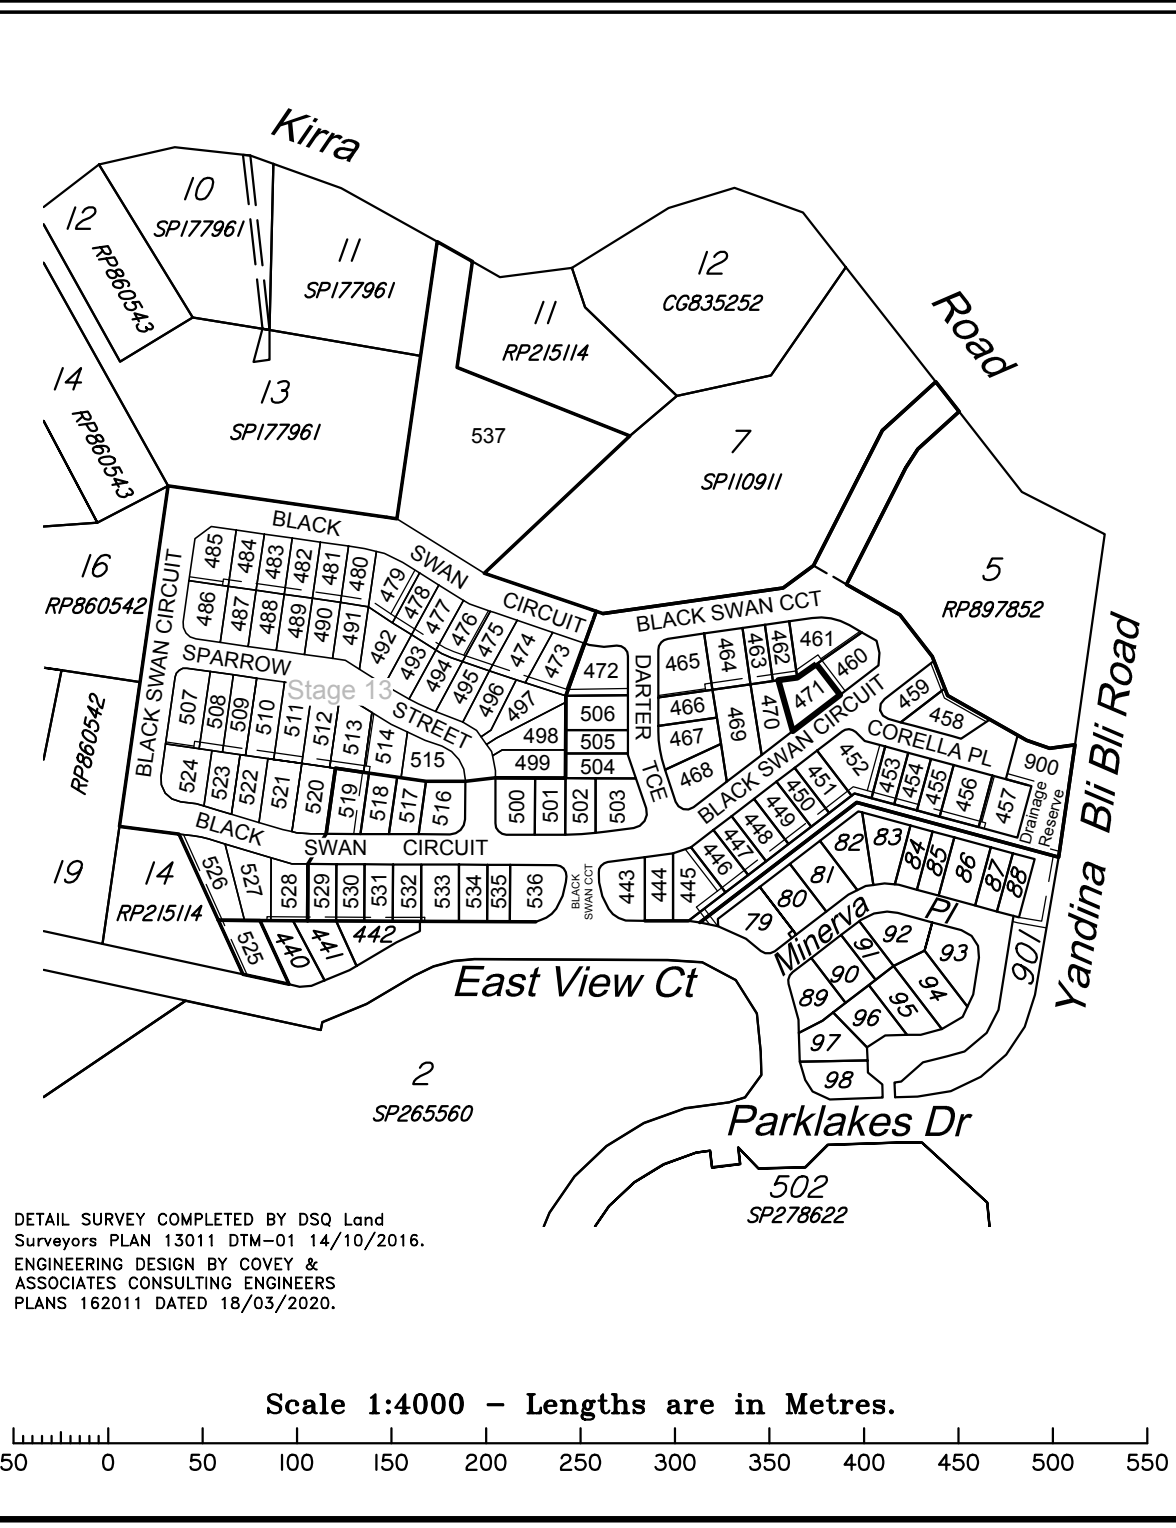 Kirra
10
SP177961
12
RP860543
11
SP177961
12
CG835252
11
RP215114
Road
14
RP860543
13
SP177961
537
7
SP110911
5
RP897852
16
RP860542
BLACK
SWAN
CIRCUIT
BLACK SWAN CCT
BLACK SWAN CIRCUIT
485
484
483
482
481
480
479
478
477
476
475
474
473
472
486
487
488
489
490
491
492
493
494
495
496
497
498
499
SPARROW
STREET
Stage 13
507
508
509
510
511
512
513
514
515
506
505
504
DARTER
TCE
465
464
463
462
461
460
466
467
468
469
470
471
BLACK SWAN CIRCUIT
459
458
CORELLA PL
900
Drainage
Reserve
Yandina Bli Bli Road
RP860542
524
523
522
521
520
519
518
517
516
500
501
502
503
452
453
454
455
456
457
451
450
449
448
447
446
445
444
443
BLACK
SWAN
CIRCUIT
BLACK
SWAN CCT
19
14
RP215114
526
527
528
529
530
531
532
533
534
535
536
525
440
441
442
82
83
84
85
86
87
88
81
80
79
Minerva
Pl
92
93
91
90
89
94
95
96
97
98
901
East View Ct
2
SP265560
Parklakes Dr
502
SP278622
DETAIL SURVEY COMPLETED BY DSQ Land
Surveyors PLAN 13011 DTM-01 14/10/2016.
ENGINEERING DESIGN BY COVEY &
ASSOCIATES CONSULTING ENGINEERS
PLANS 162011 DATED 18/03/2020.
Scale 1:4000 - Lengths are in Metres.
50 0 50 100 150 200 250 300 350 400 450 500 550